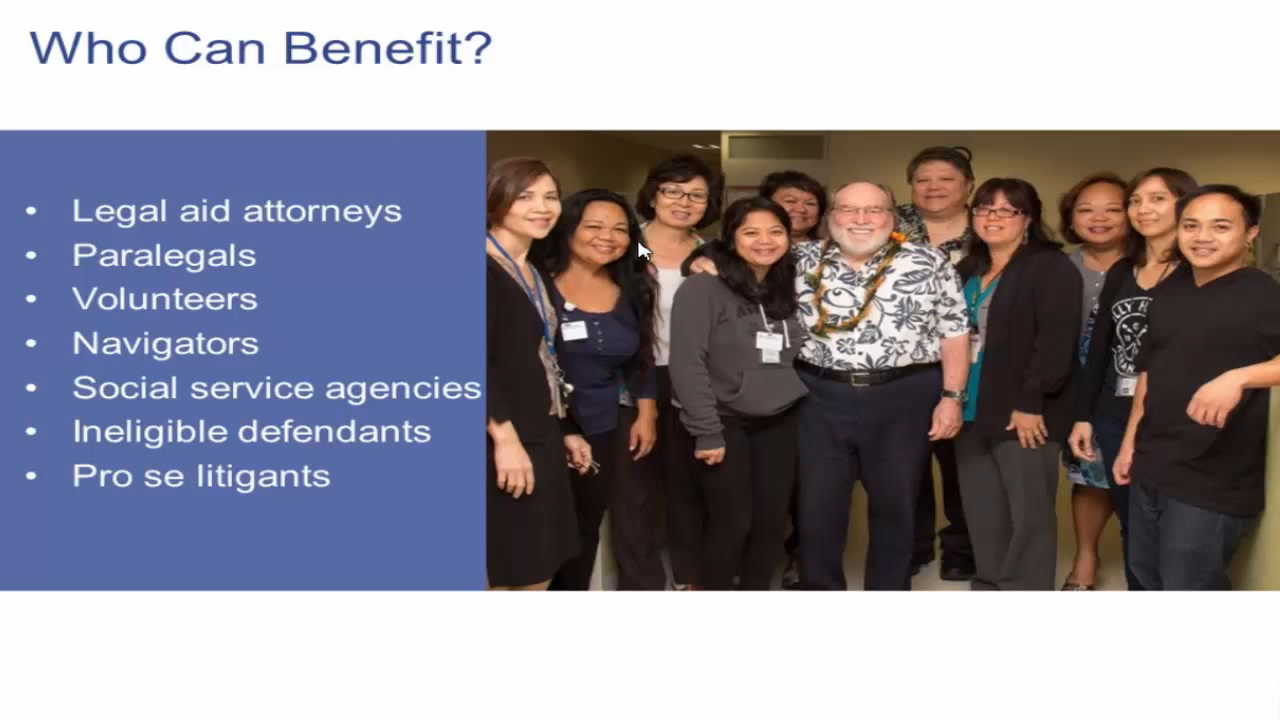 Who Can Benefit?
• Legal aid attorneys
• Paralegals
• Volunteers
• Navigators
• Social service agencies
• Ineligible defendants
• Pro se litigants